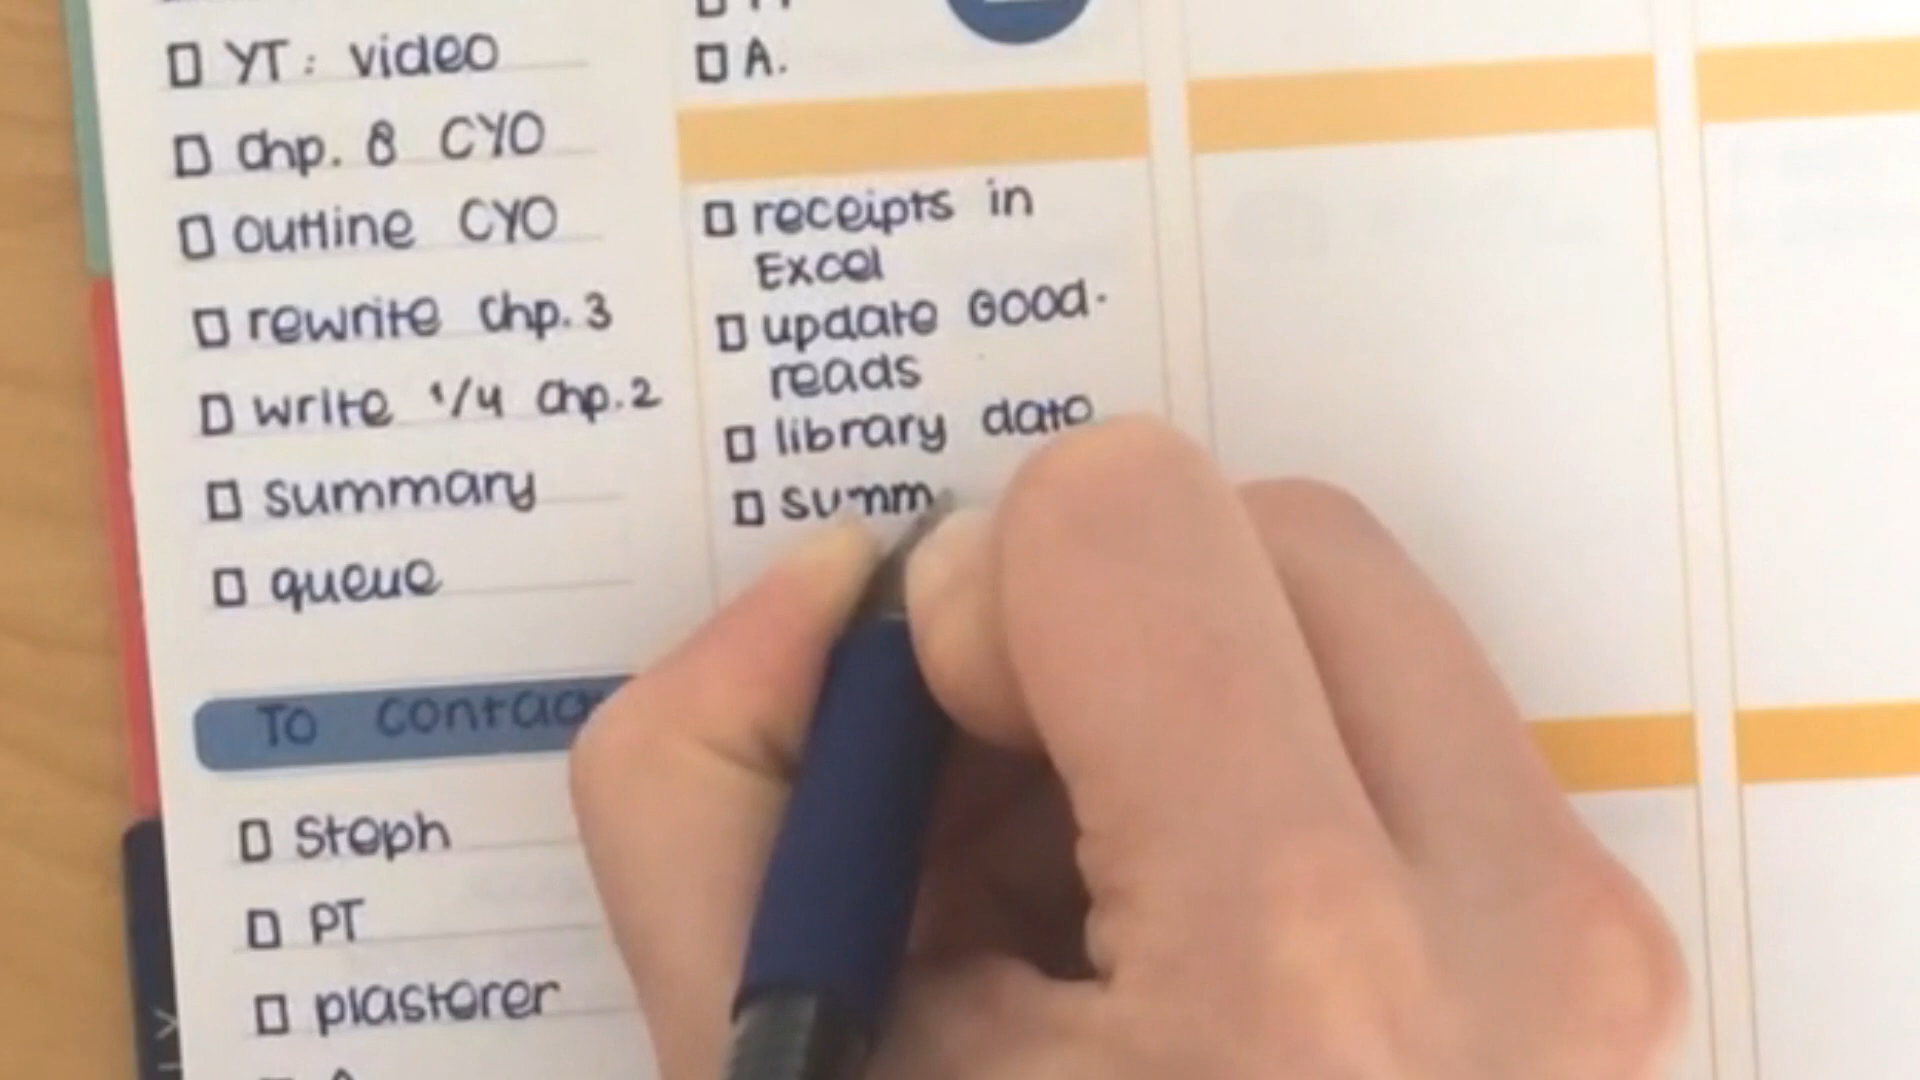 YT: video
Chp. 8 CYO
outline CYO
rewrite Chp. 3
write 1/4 Chp. 2
summary
queue
To contac
Steph
PT
plasterer
A.
receipts in
Excel
update Good-
reads
library date
summ